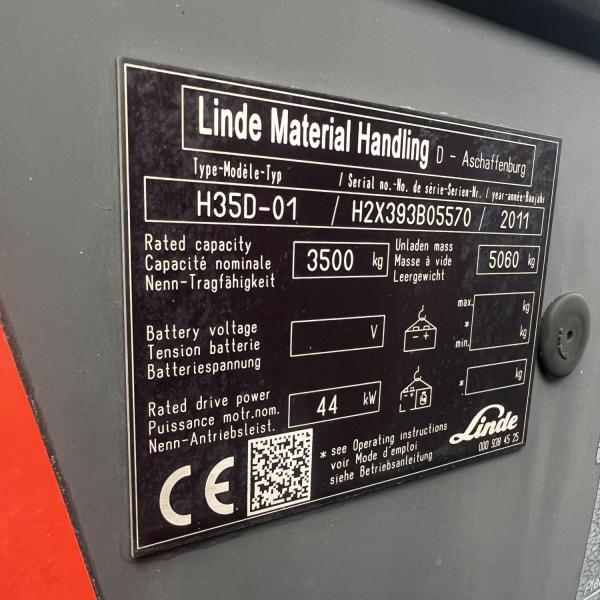 Linde Material Handling D - Aschaffenburg
Type-Modèle-Typ / Serial no.-No. de série-Serien-Nr. / year-année-Baujahr
H35D-01 / H2X393B05570 / 2011
Rated capacity
Capacité nominale
Nenn-Tragfähigkeit
3500 kg
Unladen mass
Masse à vide
Leergewicht
5060 kg
Battery voltage
Tension batterie
Batteriespannung
V
- +
max. kg
*
min. kg
Rated drive power
Puissance motr.nom.
Nenn-Antriebsleist.
44 kW
* kg
CE
* see Operating instructions
voir Mode d'emploi
siehe Betriebsanleitung
Linde
000 928 45 25